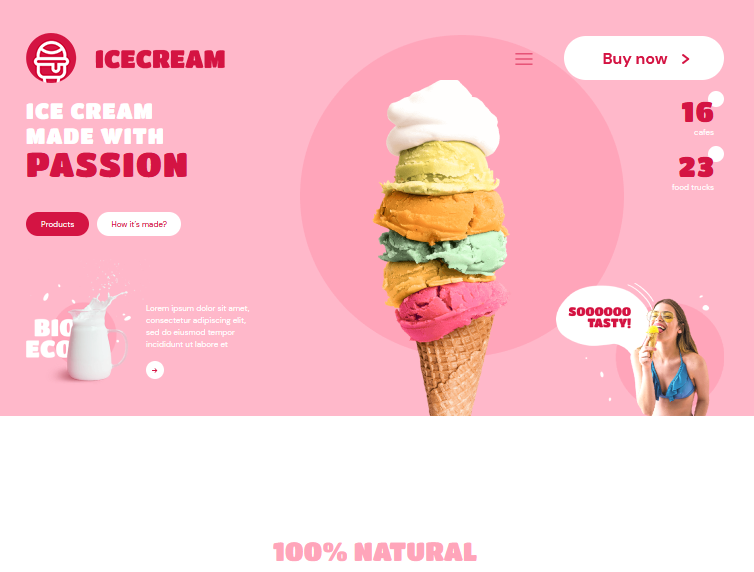 ICECREAM
Buy now
ICE CREAM
MADE WITH
PASSION
16
cafes
23
food trucks
Products
How it's made?
BIO
ECO
Lorem ipsum dolor sit amet,
consectetur adipiscing elit,
sed do eiusmod tempor
incididunt ut labore et
SOOOOOO
TASTY!
100% NATURAL